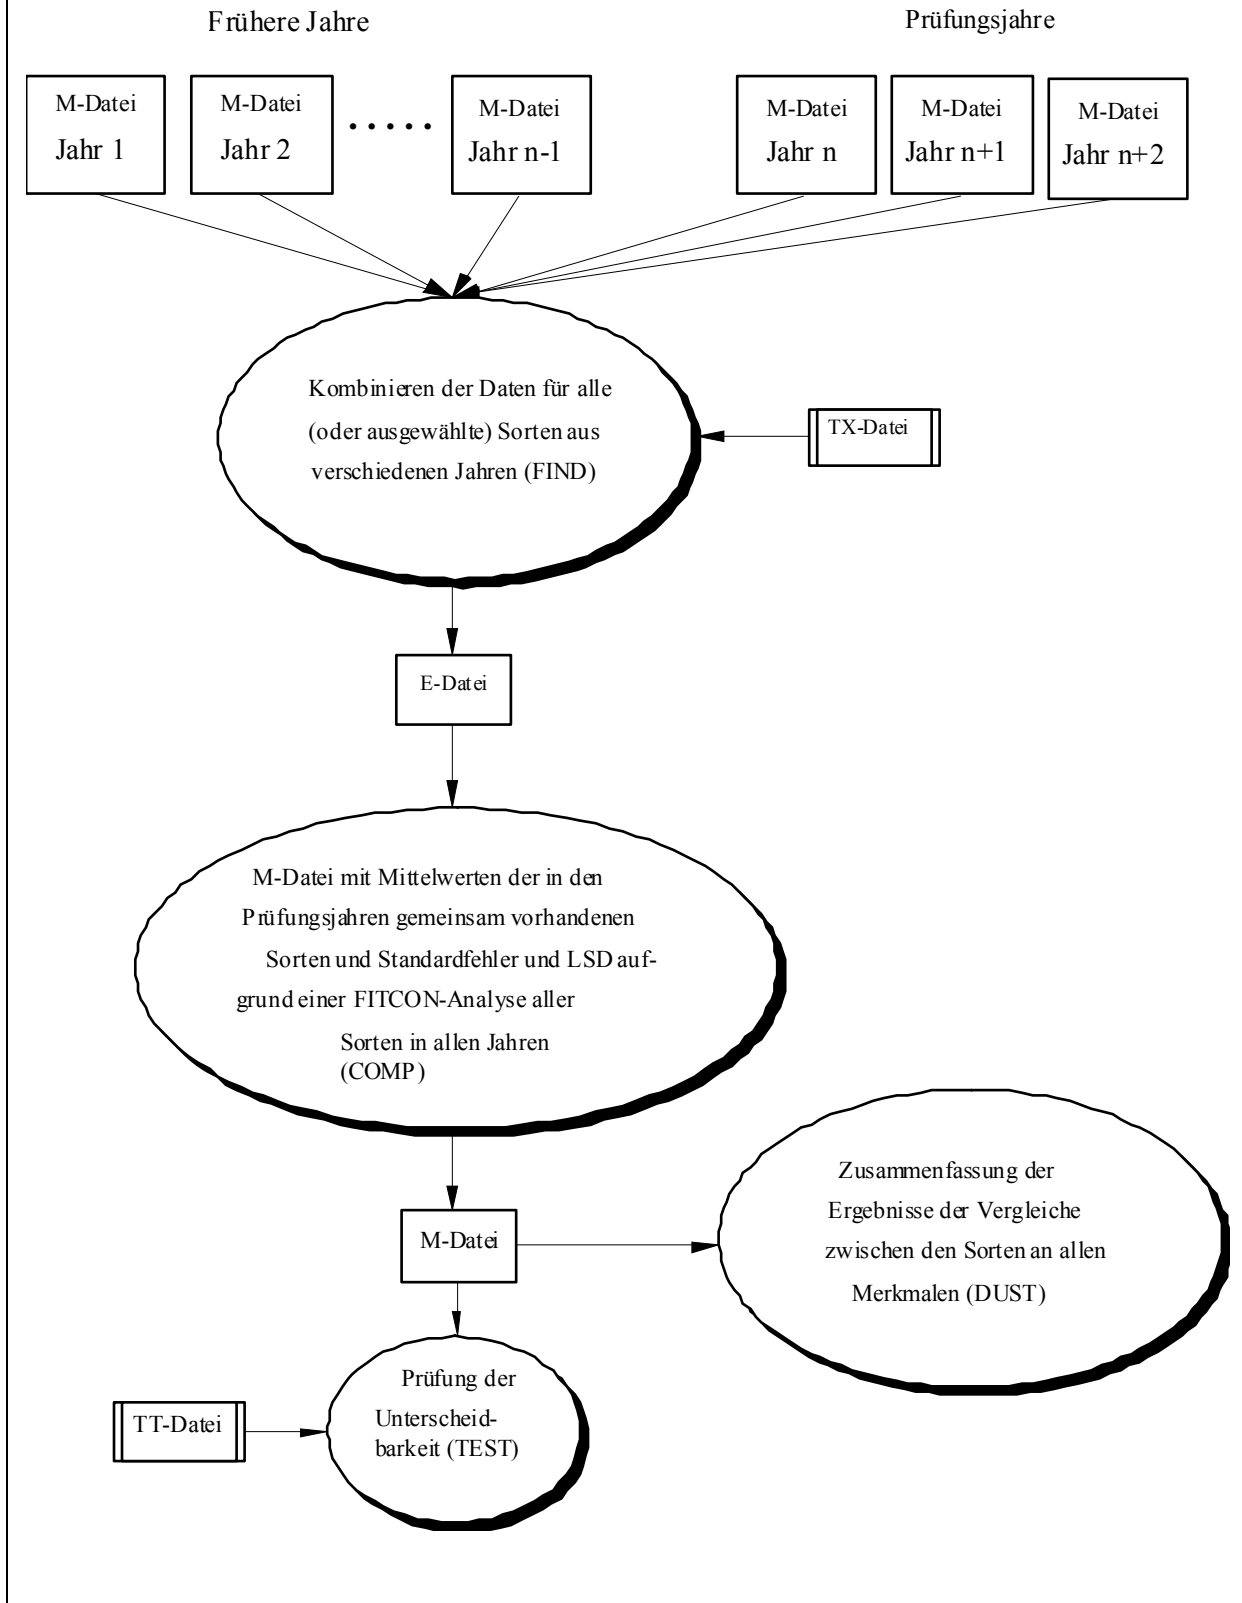 Frühere Jahre
Prüfungsjahre
M-Datei
Jahr 1
M-Datei
Jahr 2
.....
M-Datei
Jahr n-1
M-Datei
Jahr n
M-Datei
Jahr n+1
M-Datei
Jahr n+2
Kombinieren der Daten für alle
(oder ausgewählte) Sorten aus
verschiedenen Jahren (FIND)
TX-Datei
E-Datei
M-Datei mit Mittelwerten der in den
Prüfungsjahren gemeinsam vorhandenen
Sorten und Standardfehler und LSD auf-
grund einer FITCON-Analyse aller
Sorten in allen Jahren
(COMP)
M-Datei
Zusammenfassung der
Ergebnisse der Vergleiche
zwischen den Sorten an allen
Merkmalen (DUST)
Prüfung der
Unterscheid-
barkeit (TEST)
TT-Datei